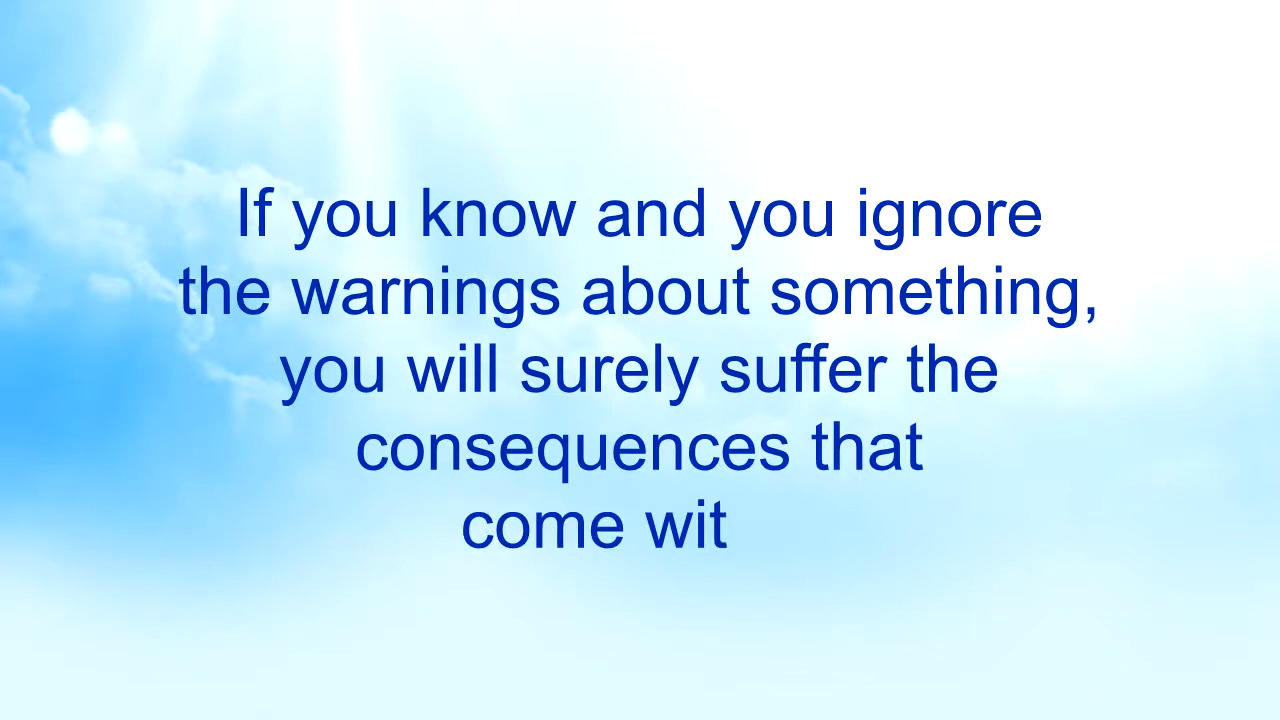 If you know and you ignore
the warnings about something,
you will surely suffer the
consequences that
come wit